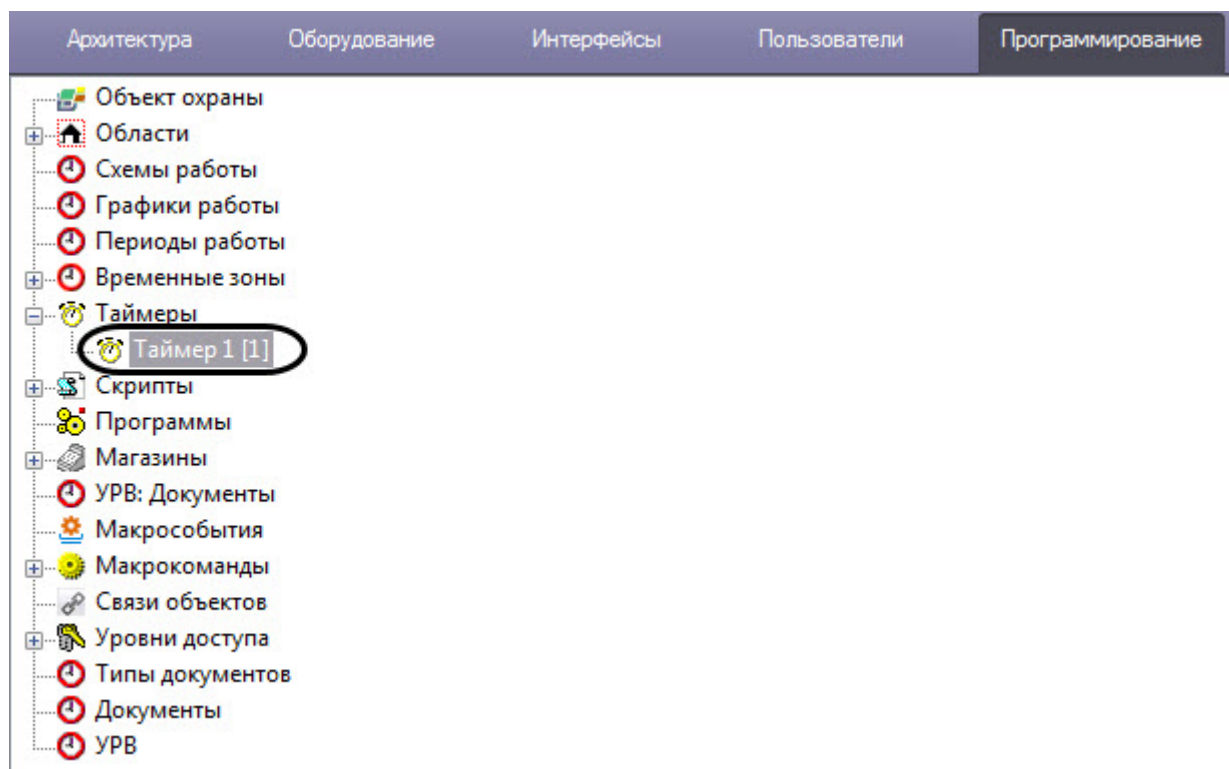 Архитектура Оборудование Интерфейсы Пользователи Программирование
Объект охраны
Области
Схемы работы
Графики работы
Периоды работы
Временные зоны
Таймеры
Таймер 1 [1]
Скрипты
Программы
Магазины
УРВ: Документы
Макрособытия
Макрокоманды
Связи объектов
Уровни доступа
Типы документов
Документы
УРВ